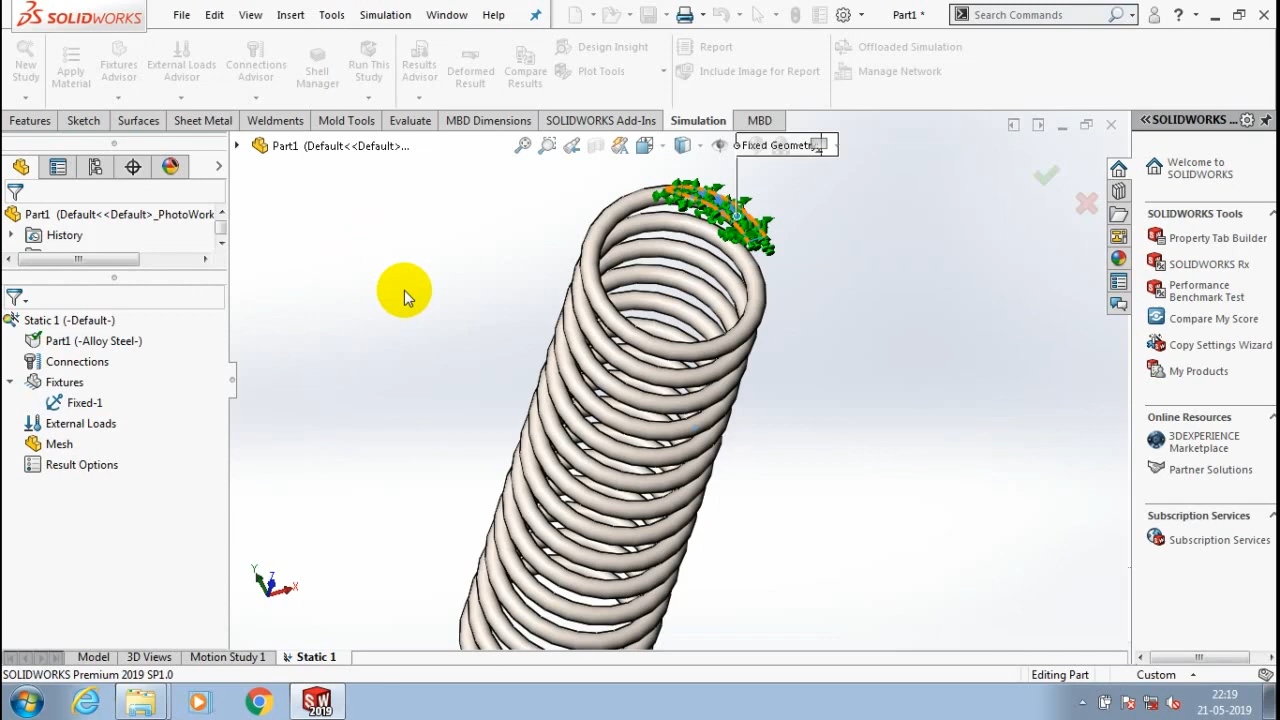 SOLIDWORKS File Edit View Insert Tools Simulation Window Help Part1 * Search Commands ?
New Study
Apply Material
Fixtures Advisor
External Loads Advisor
Connections Advisor
Shell Manager
Run This Study
Results Advisor
Deformed Result
Compare Results
Design Insight
Plot Tools
Report
Include Image for Report
Offloaded Simulation
Manage Network
Features Sketch Surfaces Sheet Metal Weldments Mold Tools Evaluate MBD Dimensions SOLIDWORKS Add-Ins Simulation MBD
Part1 (Default<<Default>_PhotoWork
History
Static 1 (-Default-)
Part1 (-Alloy Steel-)
Connections
Fixtures
Fixed-1
External Loads
Mesh
Result Options
Part1 (Default<<Default>...
Fixed Geometry:
Y
Z
X
SOLIDWORKS ...
Welcome to
SOLIDWORKS
SOLIDWORKS Tools
Property Tab Builder
SOLIDWORKS Rx
Performance
Benchmark Test
Compare My Score
Copy Settings Wizard
My Products
Online Resources
3DEXPERIENCE
Marketplace
Partner Solutions
Subscription Services
Subscription Services
Model 3D Views Motion Study 1 Static 1
SOLIDWORKS Premium 2019 SP1.0 Editing Part Custom
SW
2019
22:19
21-05-2019